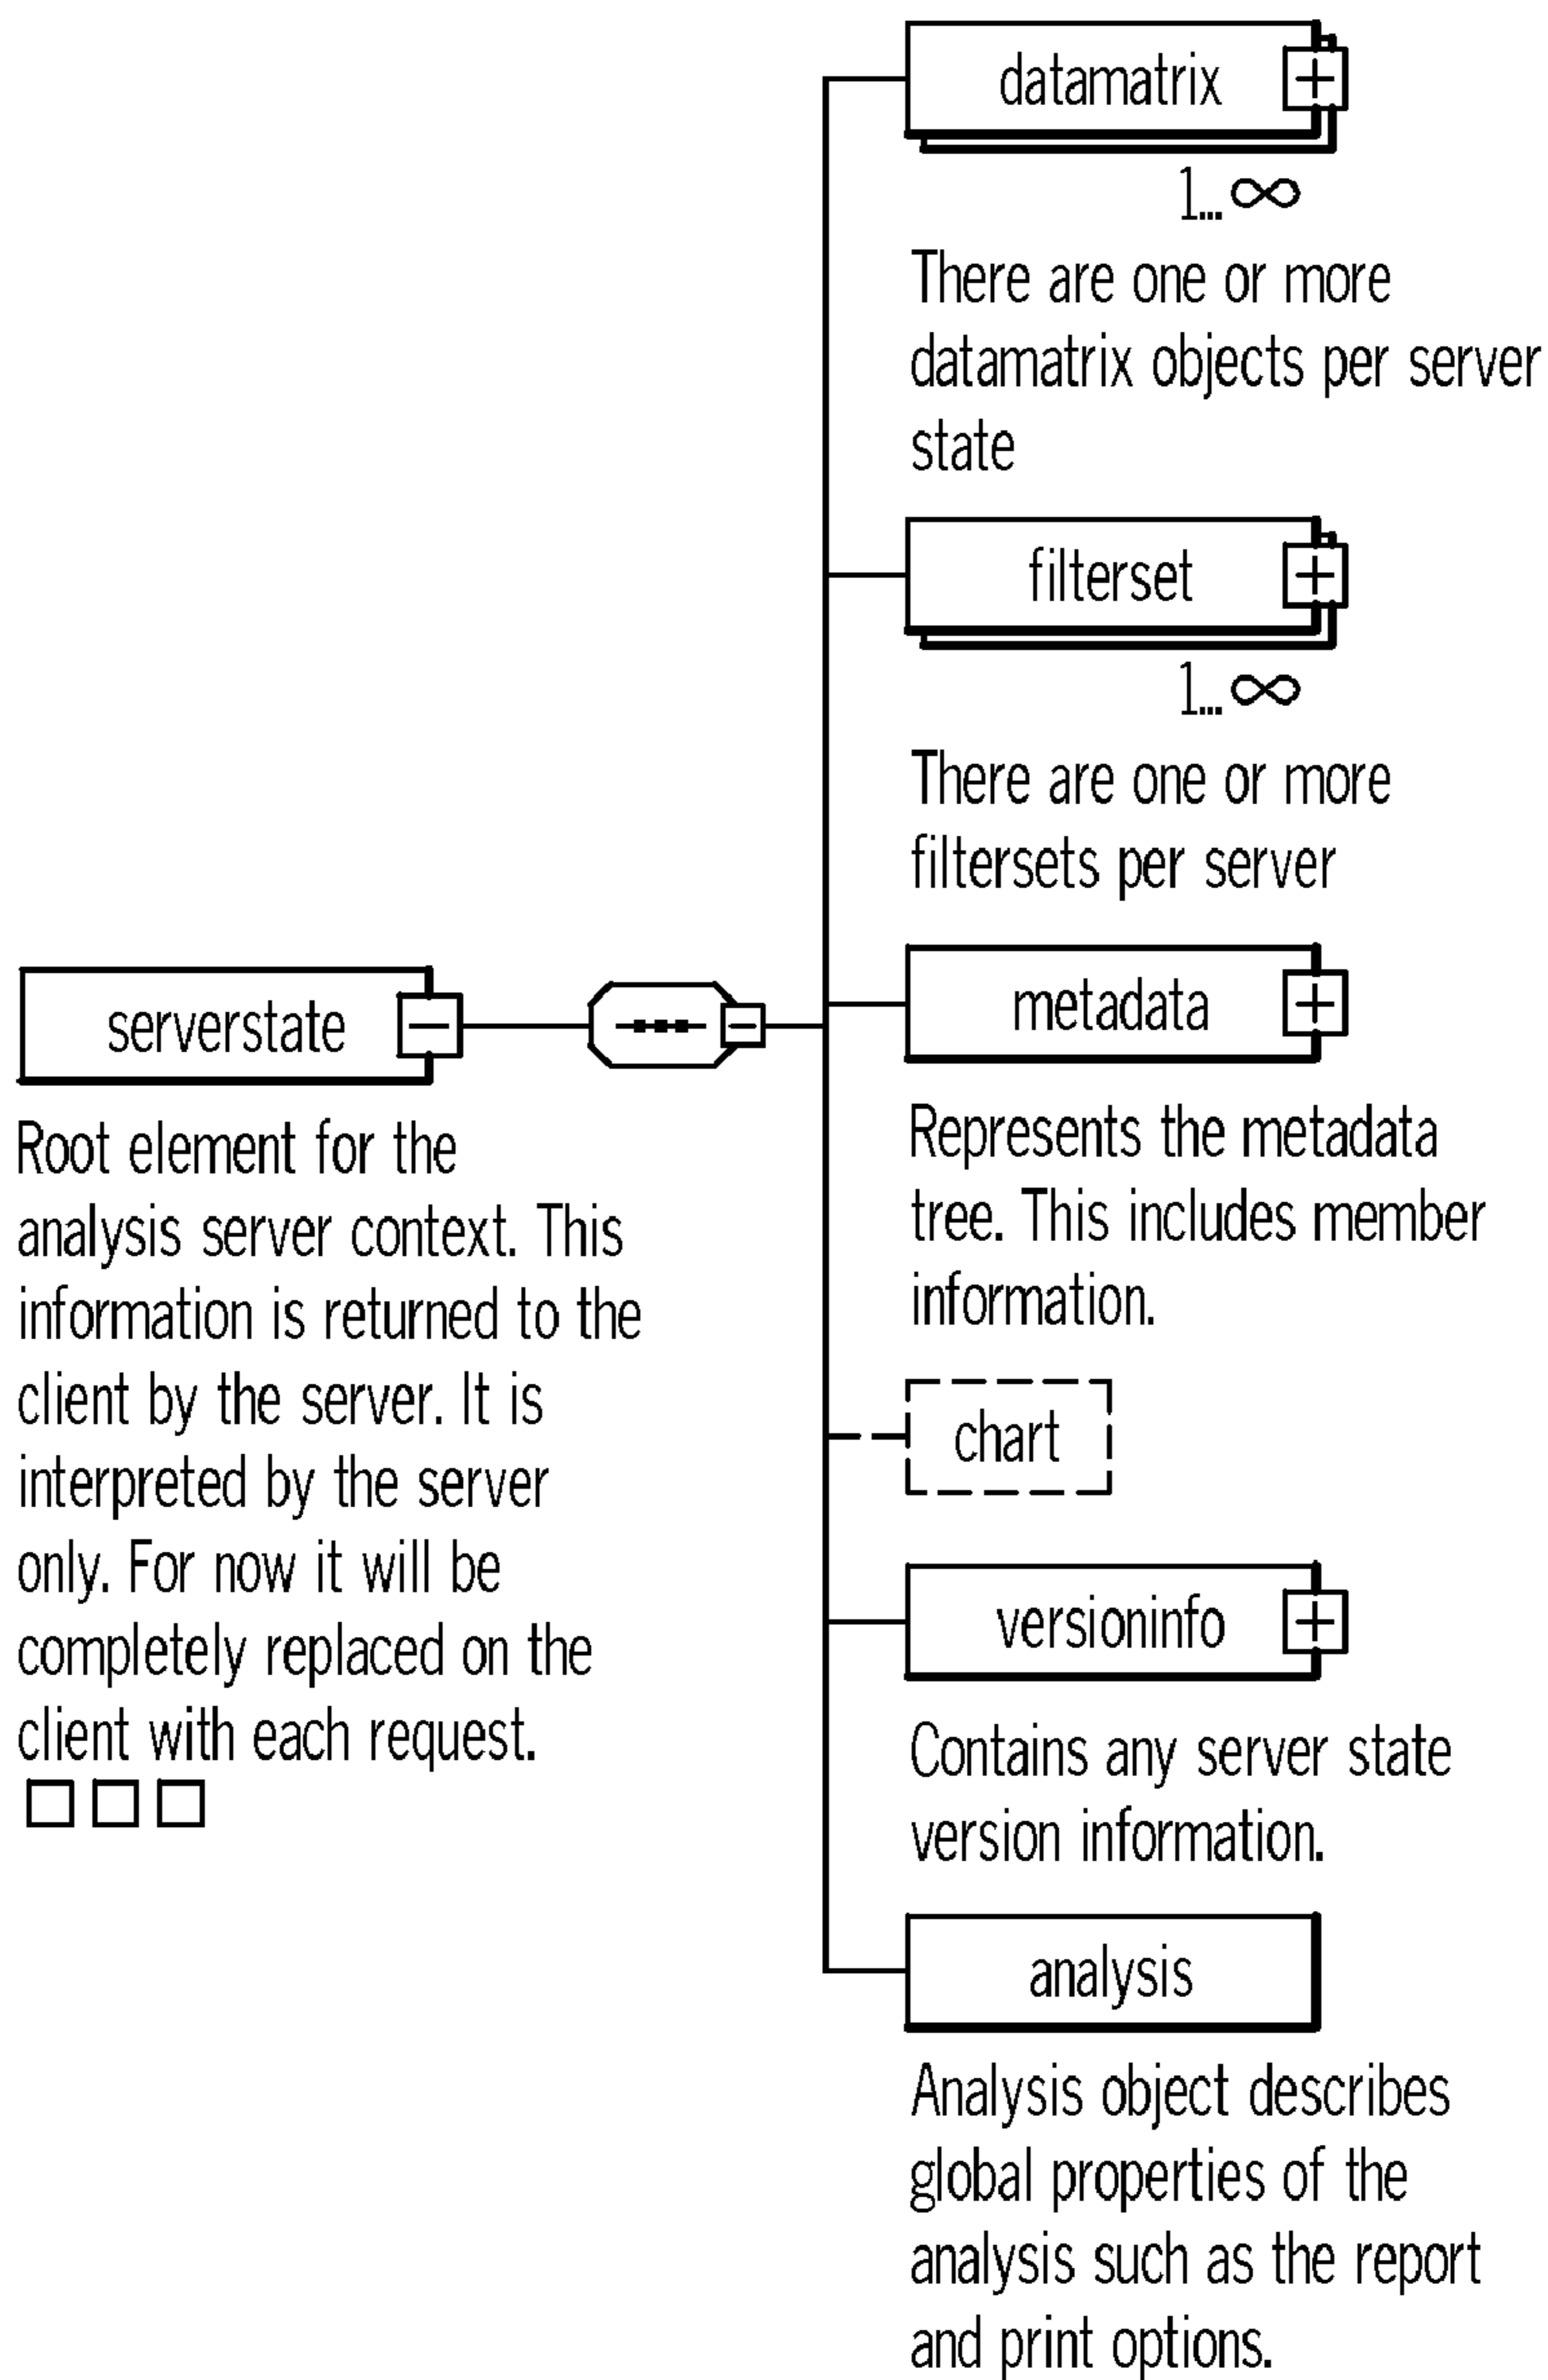 datamatrix
1...∞
There are one or more
datamatrix objects per server
state
filterset
1...∞
There are one or more
filtersets per server
serverstate
Root element for the
analysis server context. This
information is returned to the
client by the server. It is
interpreted by the server
only. For now it will be
completely replaced on the
client with each request.
metadata
Represents the metadata
tree. This includes member
information.
chart
versioninfo
Contains any server state
version information.
analysis
Analysis object describes
global properties of the
analysis such as the report
and print options.